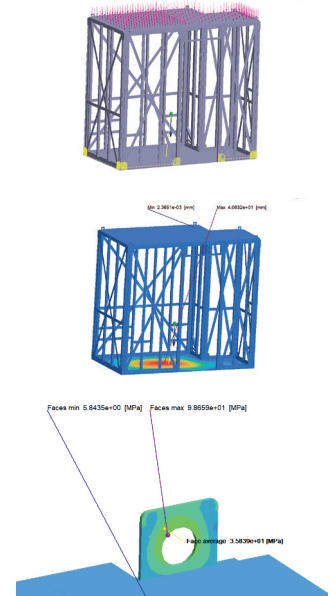 Min 2.3691e-03 [mm] Max 4.0632e+01 [mm]
Faces min 5.8435e+00 [MPa] Faces max 9.8659e+01 [MPa]
Face average 3.5839e+01 [MPa]